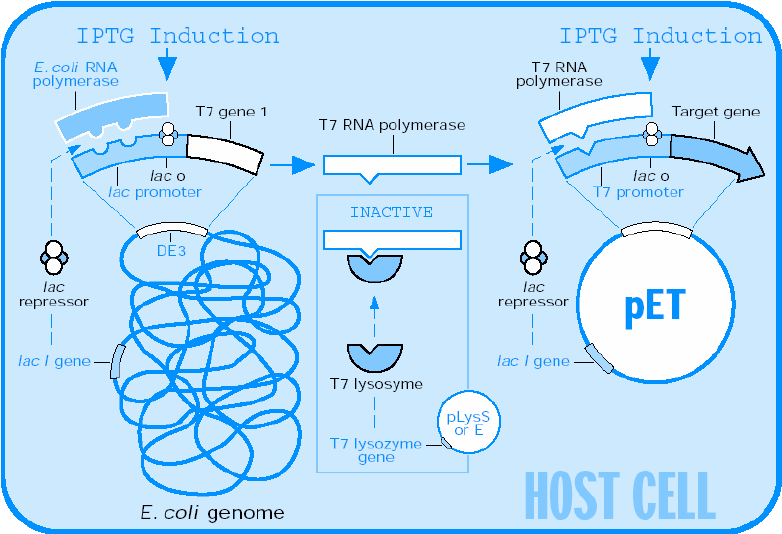 IPTG Induction
E. coli RNA
polymerase
T7 gene 1
lac o
lac promoter
DE3
lac
repressor
lac I gene
E. coli genome
T7 RNA polymerase
INACTIVE
T7 lysosyme
pLysS
or E
T7 lysozyme
gene
IPTG Induction
T7 RNA
polymerase
Target gene
lac o
T7 promoter
lac
repressor
pET
lac I gene
HOST CELL